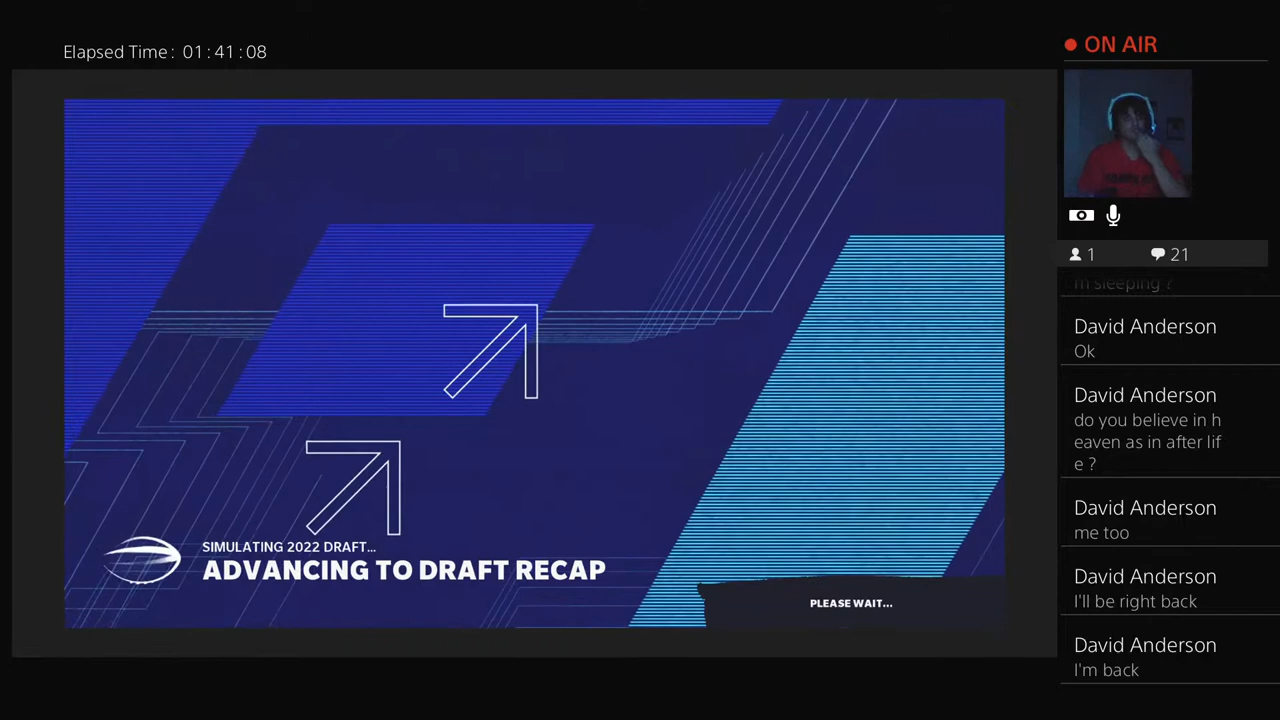 Elapsed Time: 01:41:08
ON AIR
1
21
m sleeping ?
David Anderson
Ok
David Anderson
do you believe in h
eaven as in after lif
e ?
David Anderson
me too
David Anderson
I'll be right back
David Anderson
I'm back
SIMULATING 2022 DRAFT...
ADVANCING TO DRAFT RECAP
PLEASE WAIT...